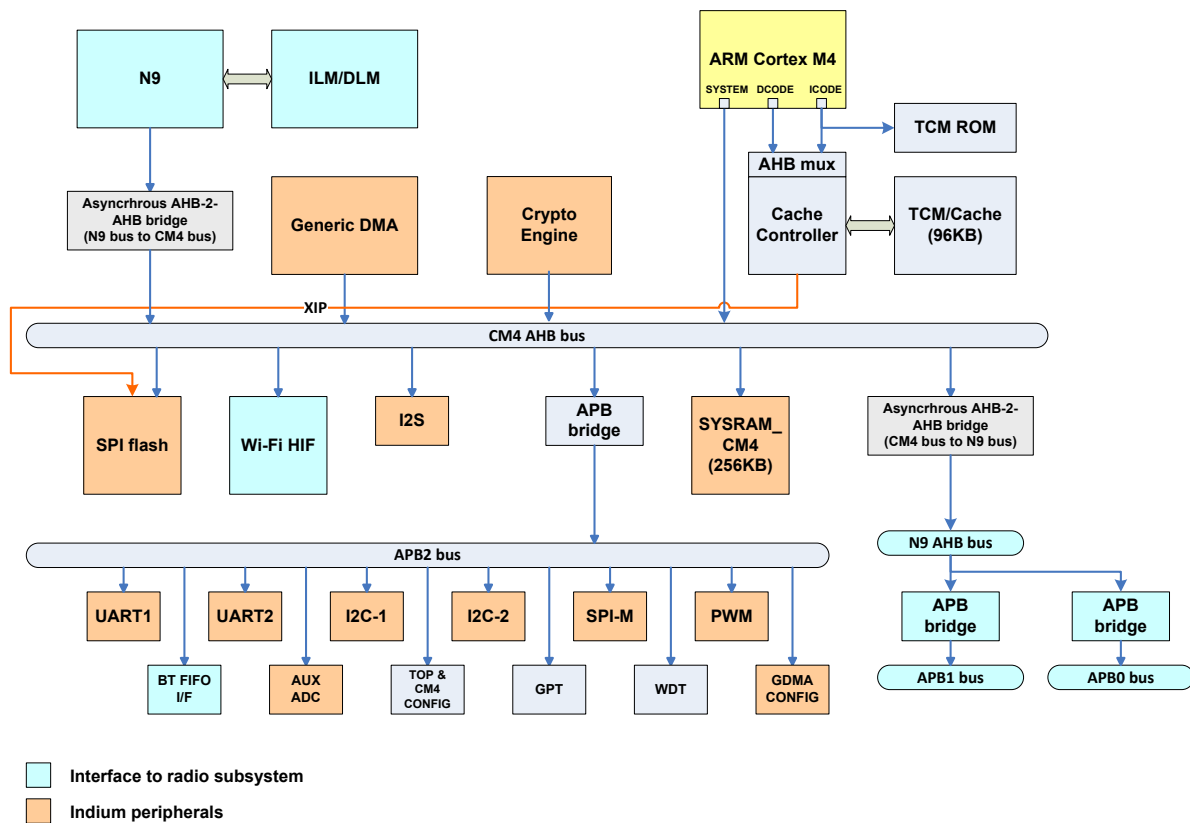 N9
ILM/DLM
ARM Cortex M4
SYSTEM
DCODE
ICODE
TCM ROM
AHB mux
Asyncrhrous AHB-2-
AHB bridge
(N9 bus to CM4 bus)
Generic DMA
Crypto
Engine
Cache
Controller
TCM/Cache
(96KB)
XIP
CM4 AHB bus
SPI flash
Wi-Fi HIF
I2S
APB
bridge
SYSRAM_
CM4
(256KB)
Asyncrhrous AHB-2-
AHB bridge
(CM4 bus to N9 bus)
N9 AHB bus
APB2 bus
UART1
UART2
I2C-1
I2C-2
SPI-M
PWM
APB
bridge
APB
bridge
BT FIFO
I/F
AUX
ADC
TOP &
CM4
CONFIG
GPT
WDT
GDMA
CONFIG
APB1 bus
APB0 bus
Interface to radio subsystem
Indium peripherals